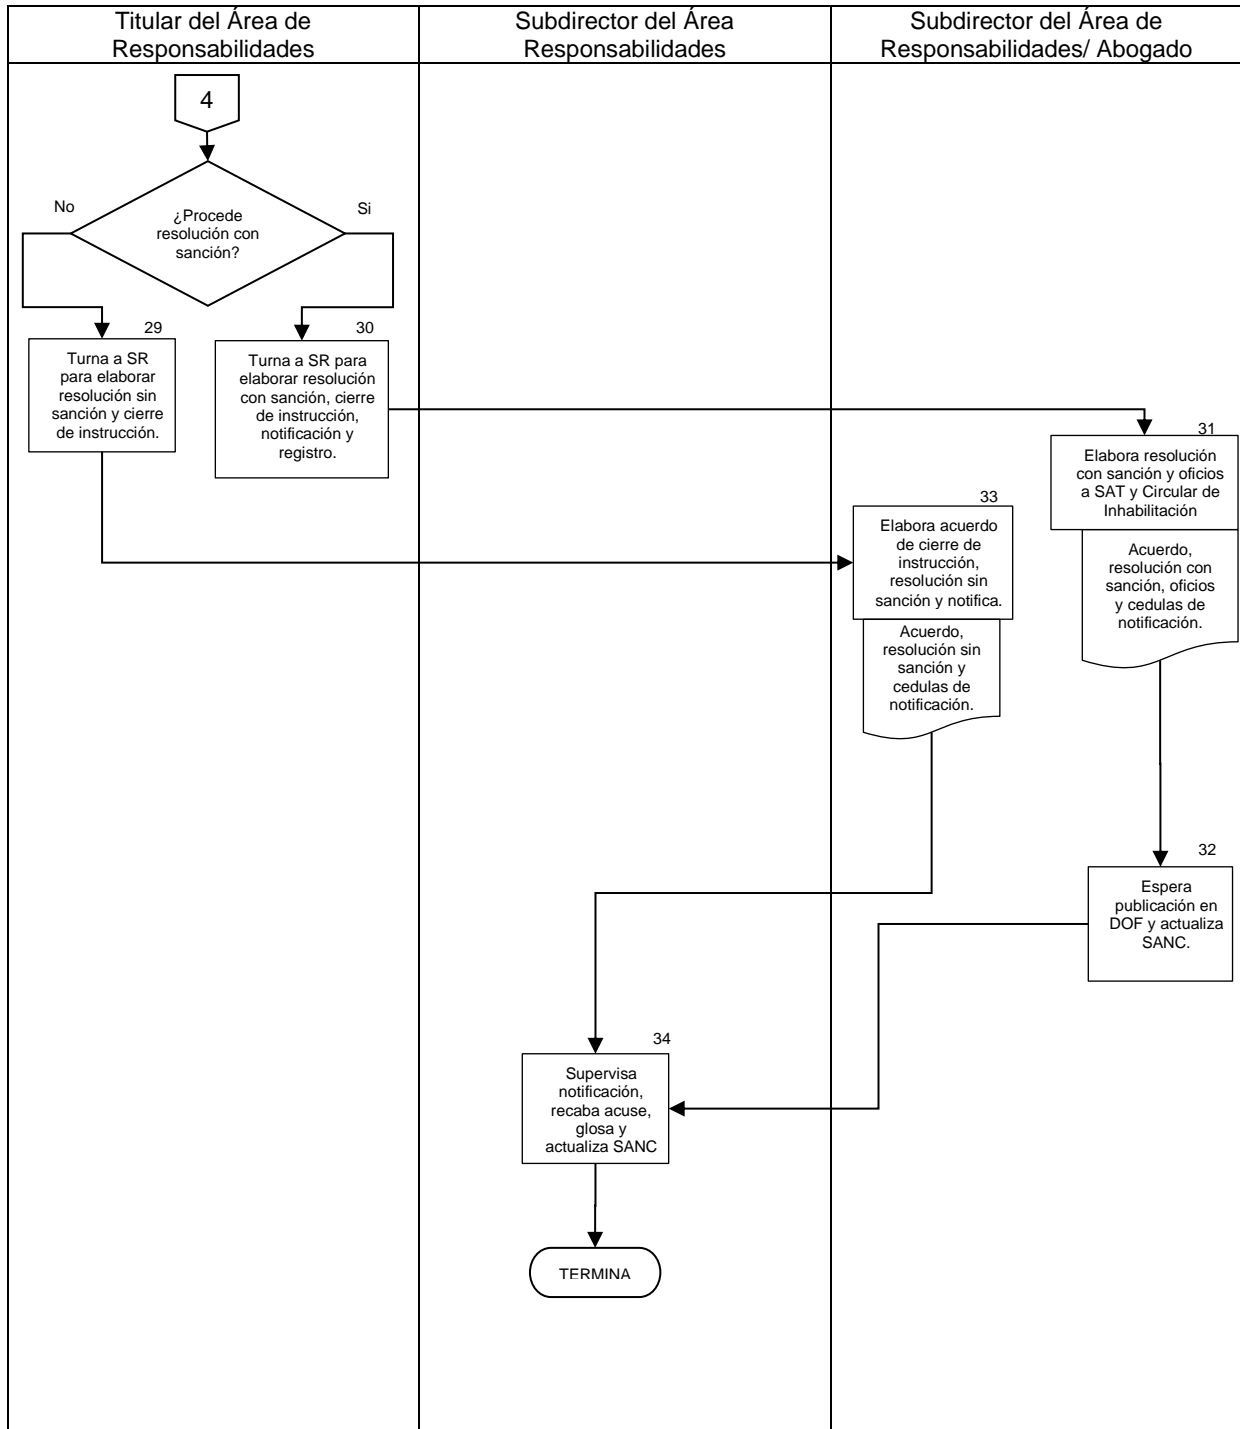 Titular del Área de
Responsabilidades
Subdirector del Área
Responsabilidades
Subdirector del Área de
Responsabilidades/ Abogado
4
¿Procede
resolución con
sanción?
No
Si
29
Turna a SR
para elaborar
resolución sin
sanción y cierre
de instrucción.
30
Turna a SR para
elaborar resolución
con sanción, cierre
de instrucción,
notificación y
registro.
31
Elabora resolución
con sanción y oficios
a SAT y Circular de
Inhabilitación
Acuerdo,
resolución con
sanción, oficios
y cedulas de
notificación.
33
Elabora acuerdo
de cierre de
instrucción,
resolución sin
sanción y notifica.
Acuerdo,
resolución sin
sanción y
cedulas de
notificación.
32
Espera
publicación en
DOF y actualiza
SANC.
34
Supervisa
notificación,
recaba acuse,
glosa y
actualiza SANC
TERMINA